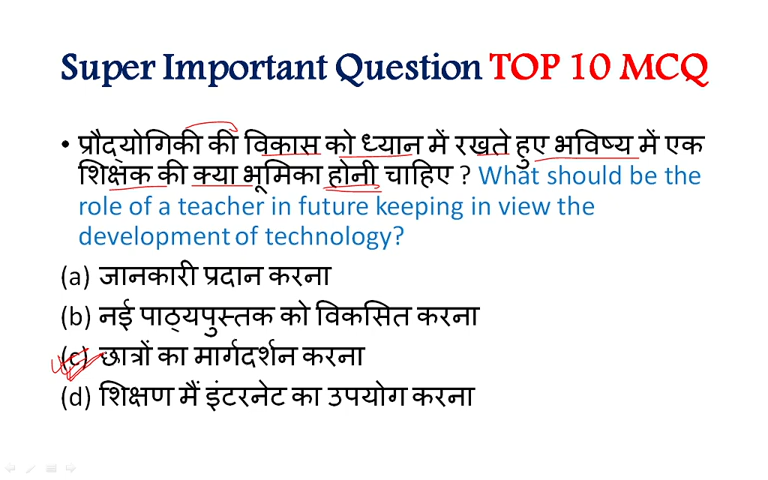 Super Important Question TOP 10 MCQ
• प्रौद्योगिकी की विकास को ध्यान में रखते हुए भविष्य में एक
शिक्षक की क्या भूमिका होनी चाहिए ? What should be the
role of a teacher in future keeping in view the
development of technology?
(a) जानकारी प्रदान करना
(b) नई पाठ्यपुस्तक को विकसित करना
(c) छात्रों का मार्गदर्शन करना
(d) शिक्षण मैं इंटरनेट का उपयोग करना